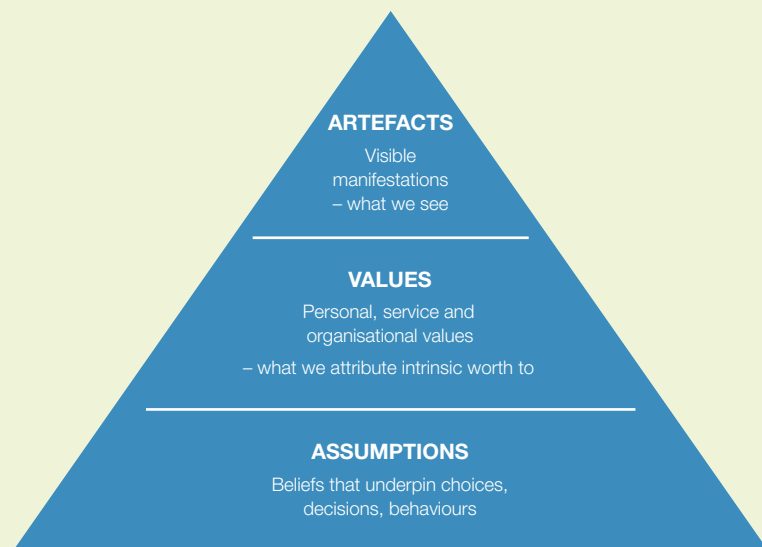 ARTEFACTS
Visible
manifestations
– what we see
VALUES
Personal, service and
organisational values
– what we attribute intrinsic worth to
ASSUMPTIONS
Beliefs that underpin choices,
decisions, behaviours